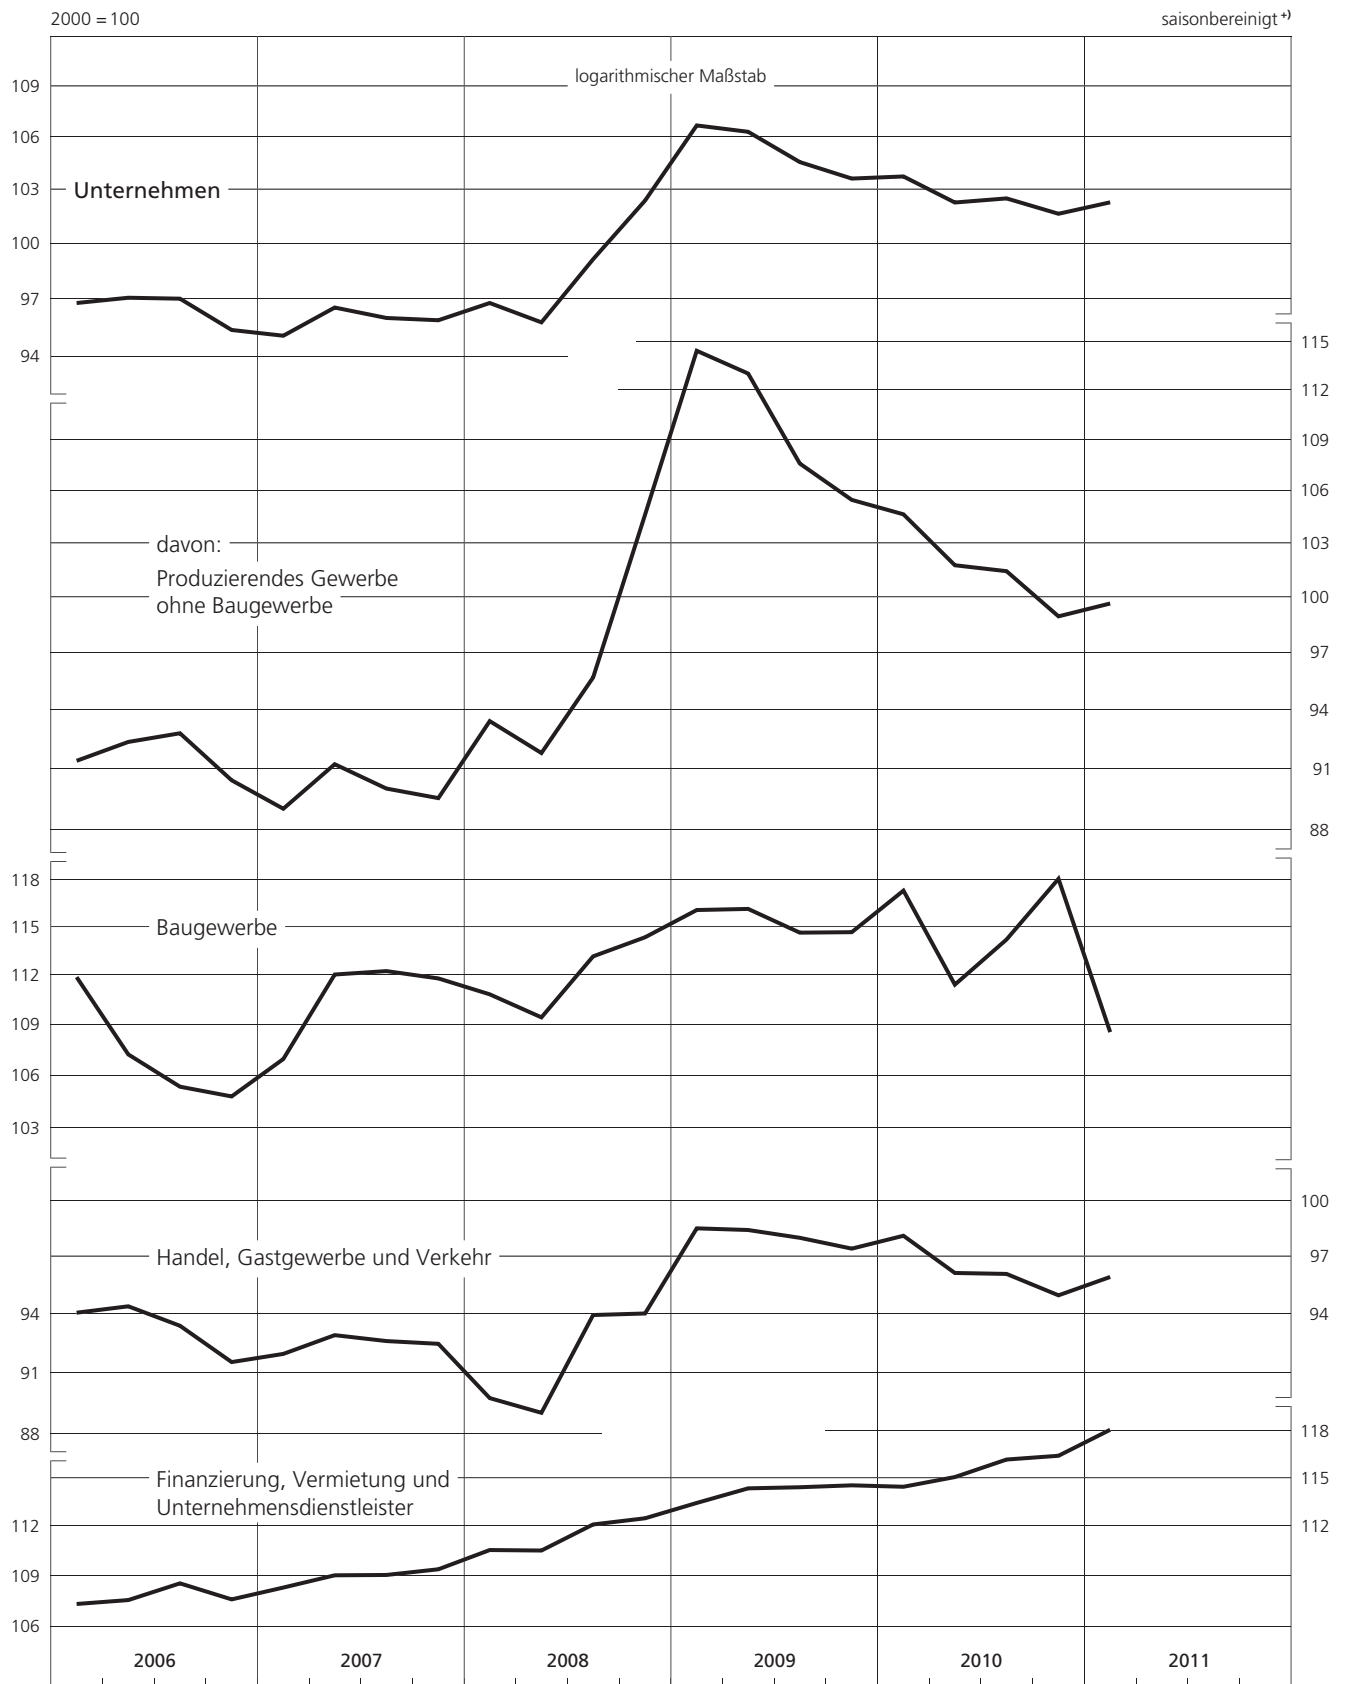 2000 = 100
saisonbereinigt +)
logarithmischer Maßstab
109
106
103
Unternehmen
100
97
94
115
112
109
106
davon:
103
Produzierendes Gewerbe
ohne Baugewerbe
100
97
94
91
88
118
Baugewerbe
115
112
109
106
103
100
Handel, Gastgewerbe und Verkehr
97
94
94
91
88
118
Finanzierung, Vermietung und
Unternehmensdienstleister
115
112
112
109
106
2006 2007 2008 2009 2010 2011